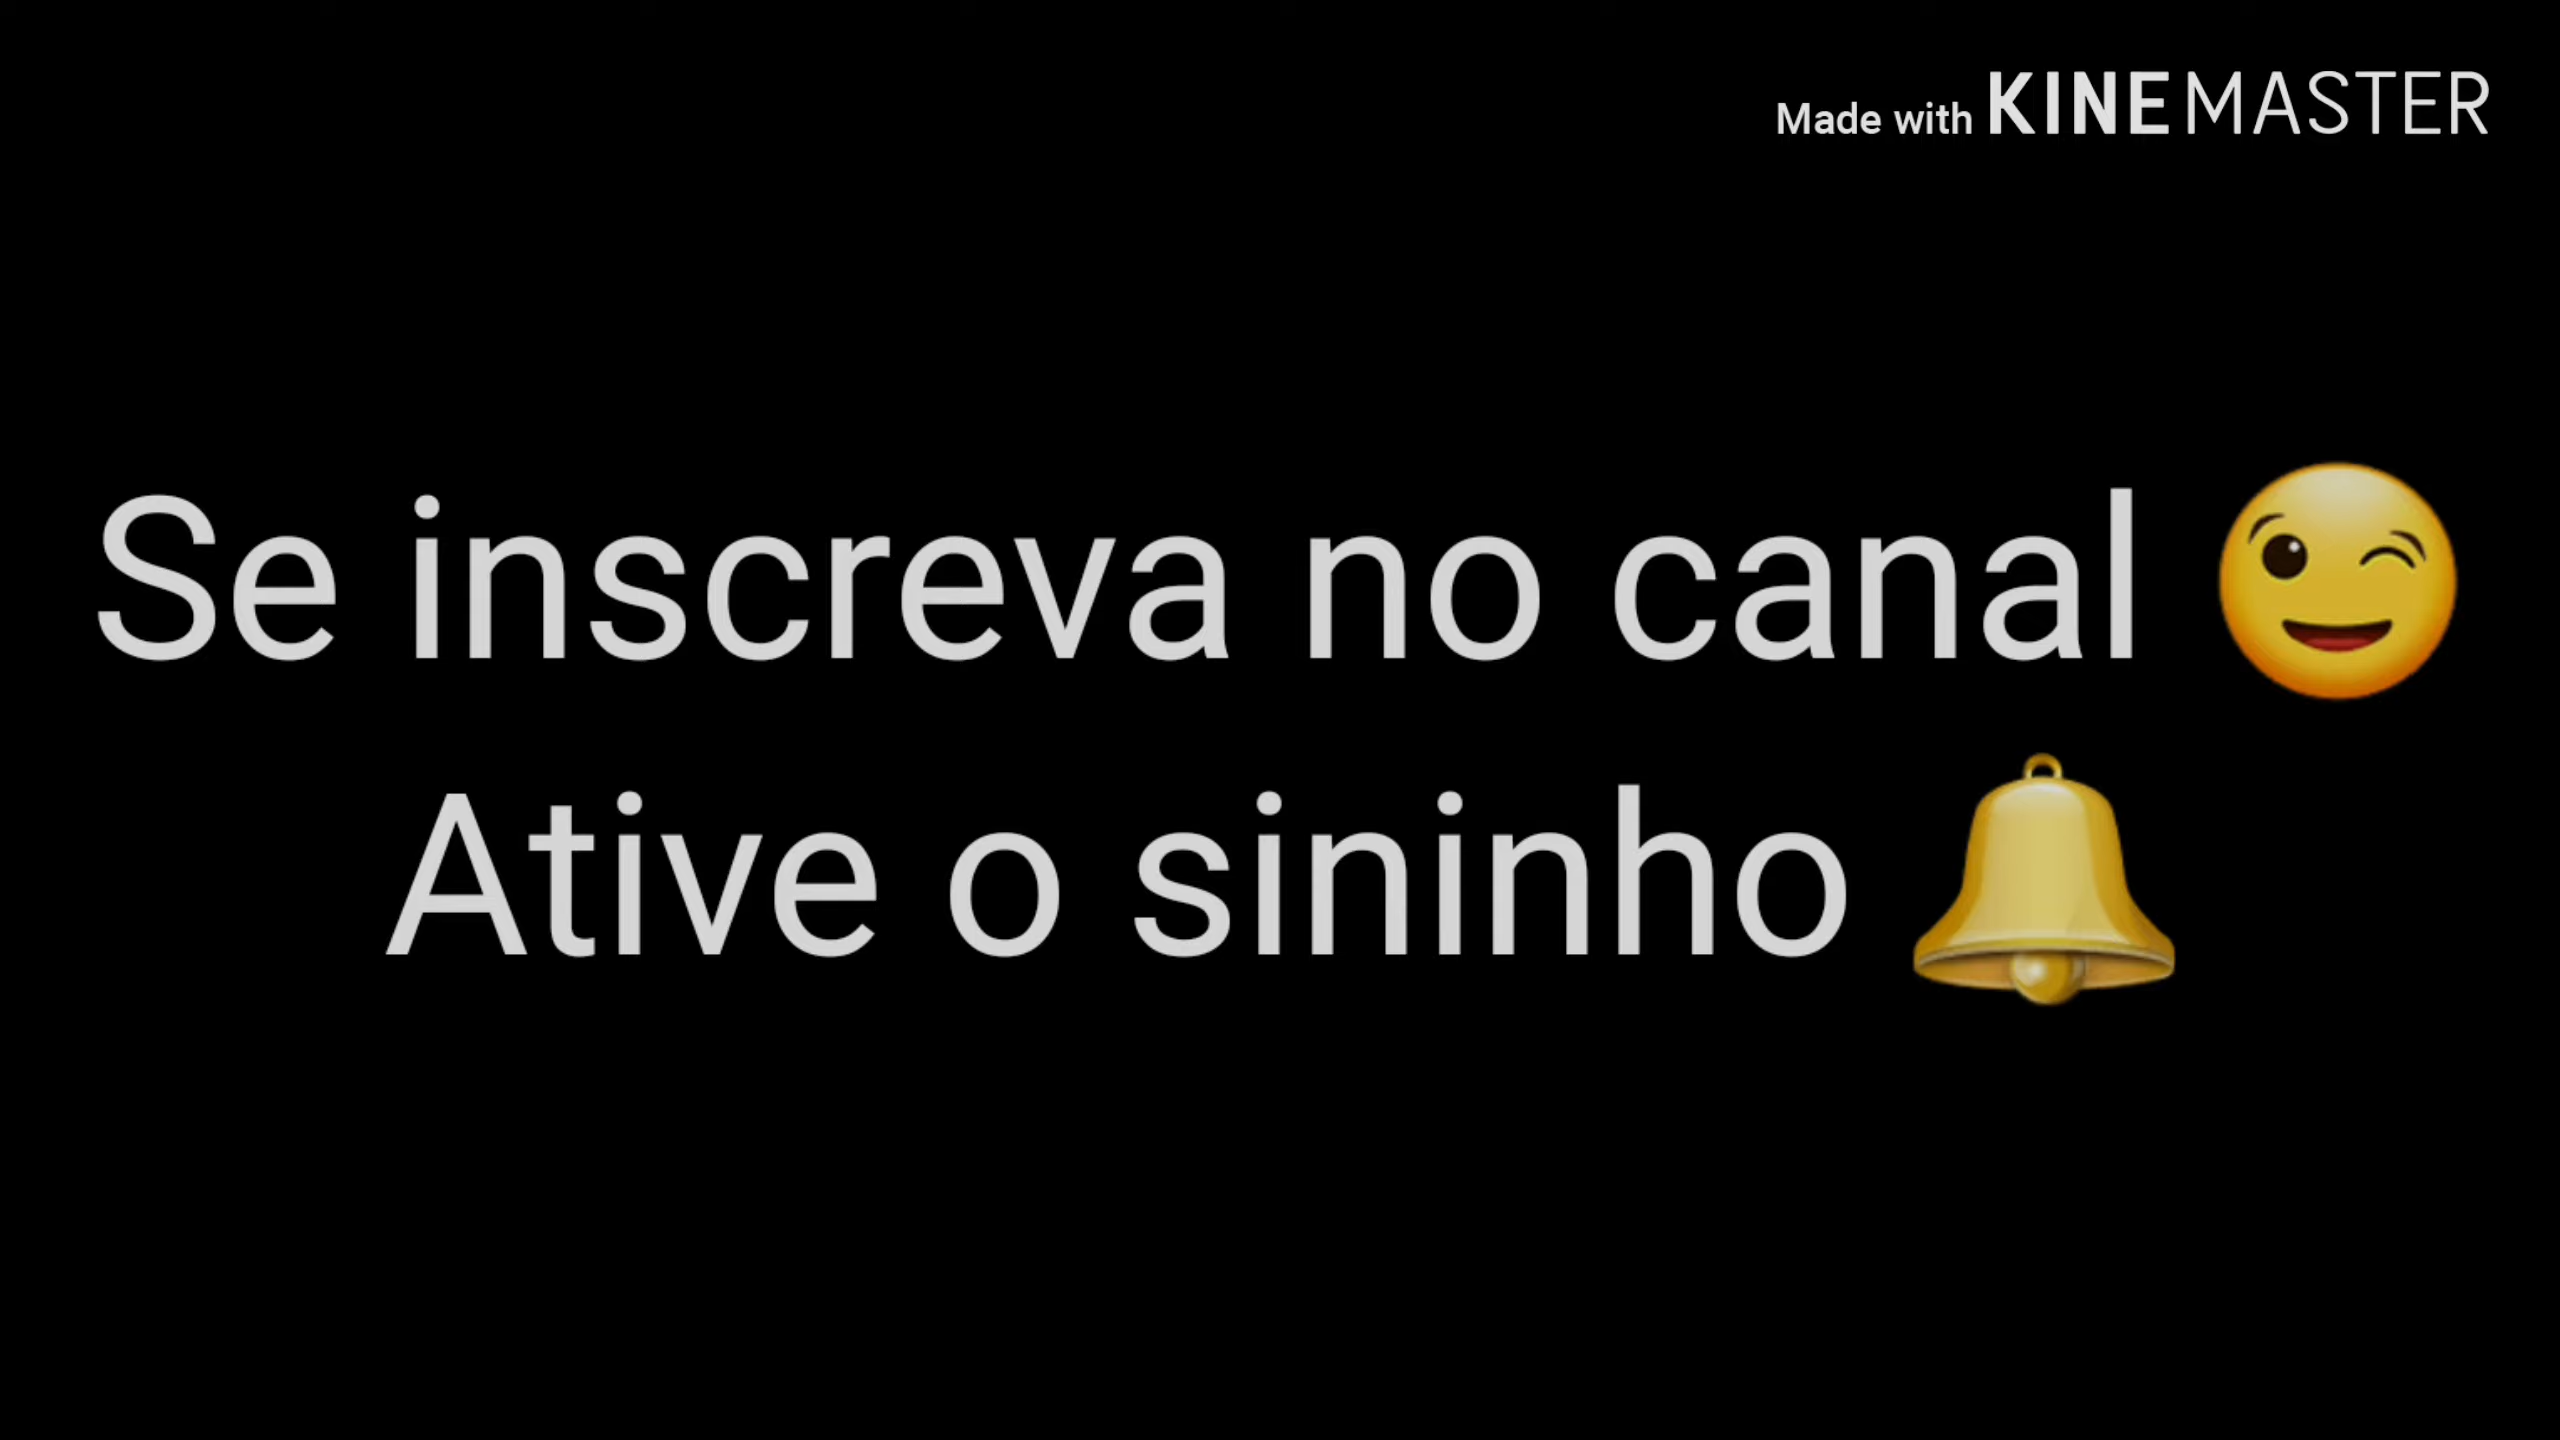 Made with KINEMASTER
Se inscreva no canal 😉
Ative o sininho 🔔